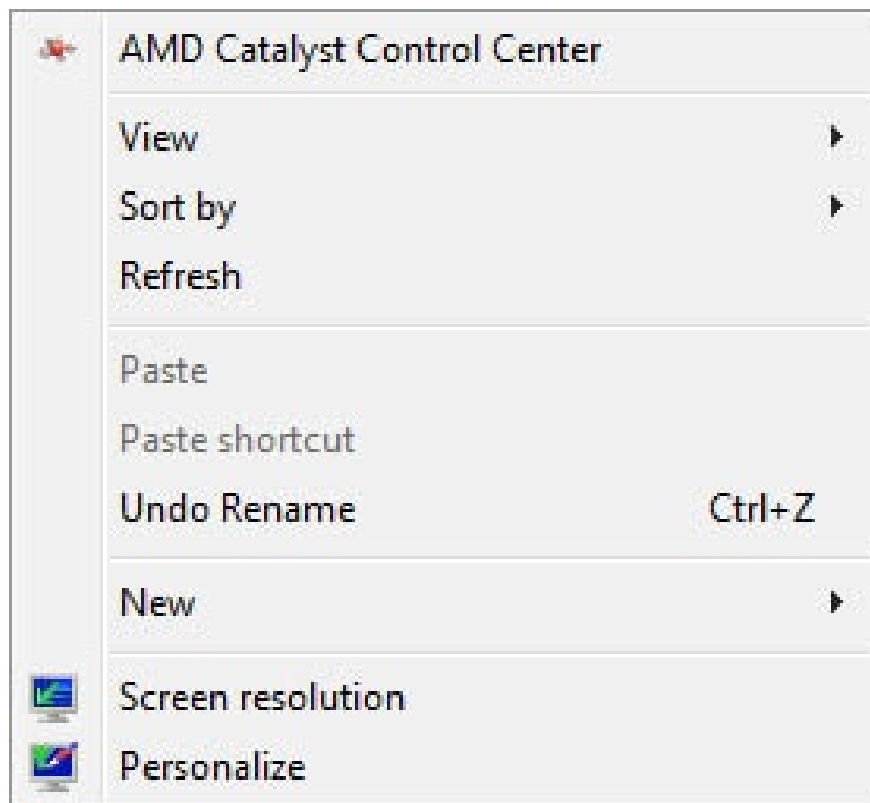 AMD Catalyst Control Center
View
Sort by
Refresh
Paste
Paste shortcut
Undo Rename Ctrl+Z
New
Screen resolution
Personalize